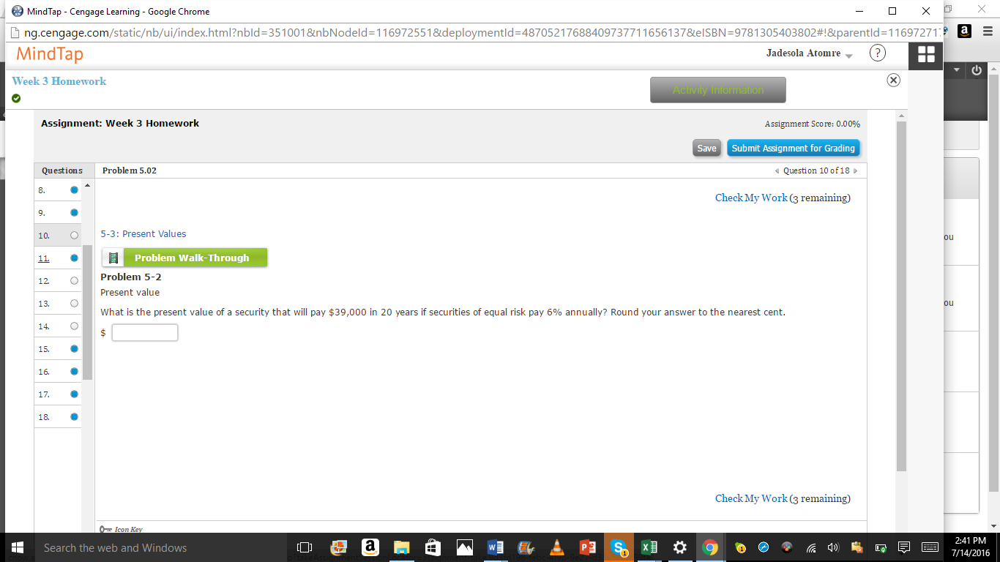 MindTap - Cengage Learning - Google Chrome
ng.cengage.com/static/nb/ui/index.html?nbId=351001&nbNodeId=116972551&deploymentId=48705217688409737711656137&eISBN=9781305403802#!&parentId=11697271
MindTap
Jadesola Atomre
?
Week 3 Homework
Activity Information
Assignment: Week 3 Homework
Assignment Score: 0.00%
Save
Submit Assignment for Grading
Questions
Problem 5.02
Question 10 of 18
8.
9.
10.
11.
12.
13.
14.
15.
16.
17.
18.
Check My Work (3 remaining)
5-3: Present Values
Problem Walk-Through
Problem 5-2
Present value
What is the present value of a security that will pay $39,000 in 20 years if securities of equal risk pay 6% annually? Round your answer to the nearest cent.
$
Check My Work (3 remaining)
Icon Key
ou
ou
Search the web and Windows
2:41 PM
7/14/2016